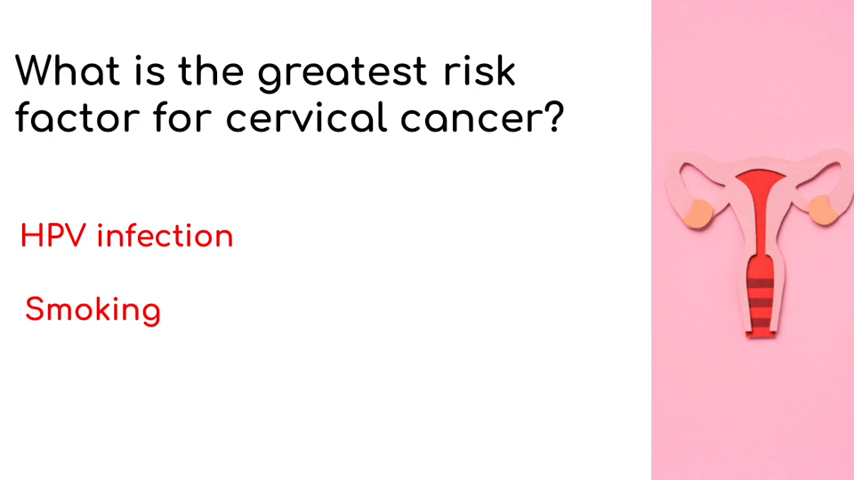 What is the greatest risk
factor for cervical cancer?
HPV infection
Smoking